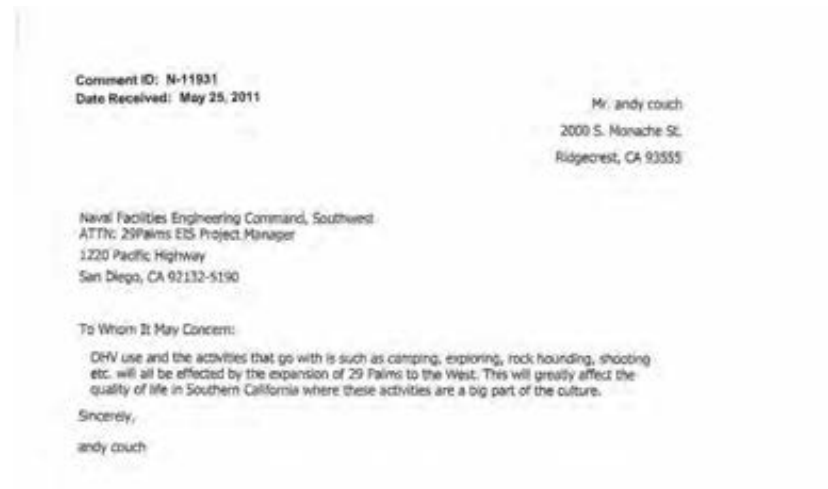 Comment ID: N-11931
Date Received: May 25, 2011
Mr. andy couch
2000 S. Monache St.
Ridgecrest, CA 93555
Naval Facilities Engineering Command, Southwest
ATTN: 29Palms EIS Project Manager
1220 Pacific Highway
San Diego, CA 92132-5190
To Whom It May Concern:
OHV use and the activities that go with is such as camping, exploring, rock hounding, shooting
etc. will all be effected by the expansion of 29 Palms to the West. This will greatly affect the
quality of life in Southern California where these activities are a big part of the culture.
Sincerely,
andy couch